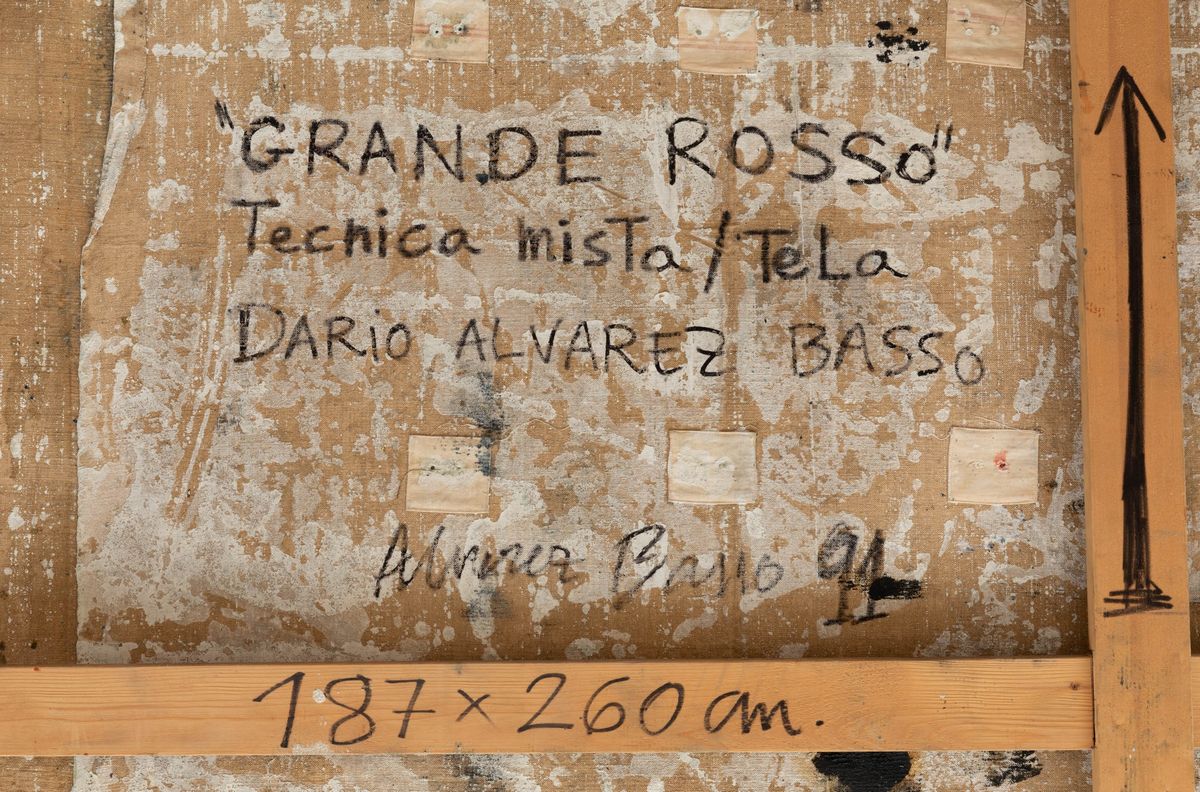 "GRANDE ROSSO"
Tecnica mista/Tela
DARIO ALVAREZ BASSO
Alvarez Basso 91
187 × 260 cm.